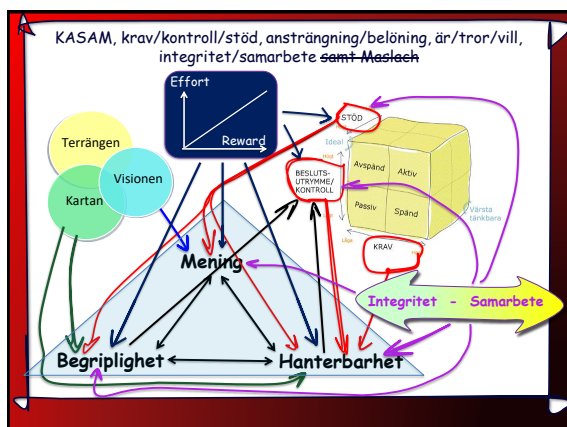 KASAM, krav/kontroll/stöd, ansträngning/belöning, är/tror/vill,
integritet/samarbete samt Maslach
Effort
Reward
STÖD
Terrängen
Visionen
Kartan
Ideal
BESLUTS-
UTRYMME/
KONTROLL
Avspänd
Aktiv
Passiv
Spänd
Värsta
tänkbara
LÅG
KRAV
Mening
Integritet - Samarbete
Begriplighet
Hanterbarhet